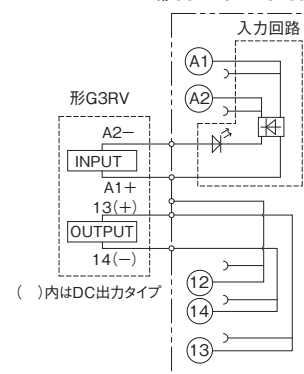 入力回路
A1
形G3RV
A2
A2−
INPUT
A1+
13(+)
OUTPUT
14(−)
(　)内はDC出力タイプ
12
14
13